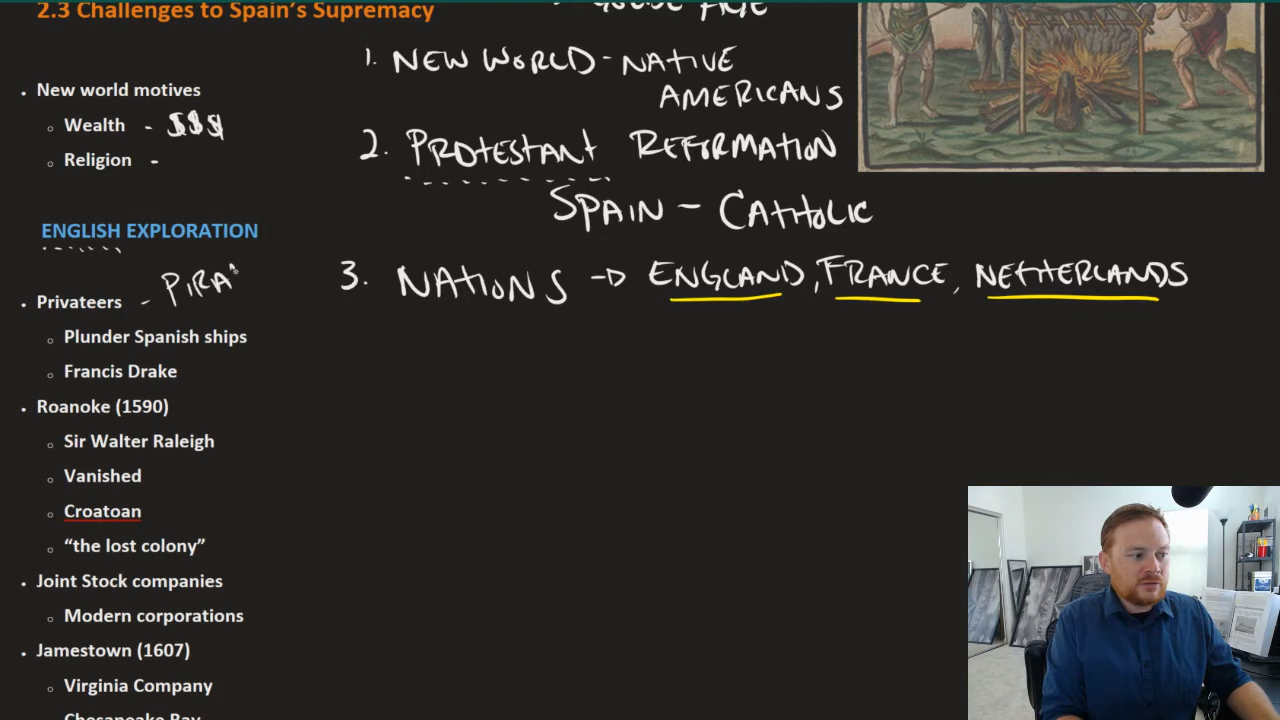 2.3 Challenges to Spain's Supremacy
1. NEW WORLD - NATIVE
AMERICANS
• New world motives
○ Wealth - $$$
○ Religion -
2. PROTESTANT REFORMATION
SPAIN - CATHOLIC
3. NATIONS → ENGLAND, FRANCE, NETHERLANDS
ENGLISH EXPLORATION
• Privateers - PIRA
○ Plunder Spanish ships
○ Francis Drake
• Roanoke (1590)
○ Sir Walter Raleigh
○ Vanished
○ Croatoan
○ “the lost colony”
• Joint Stock companies
○ Modern corporations
• Jamestown (1607)
○ Virginia Company
Chesapeake Bay